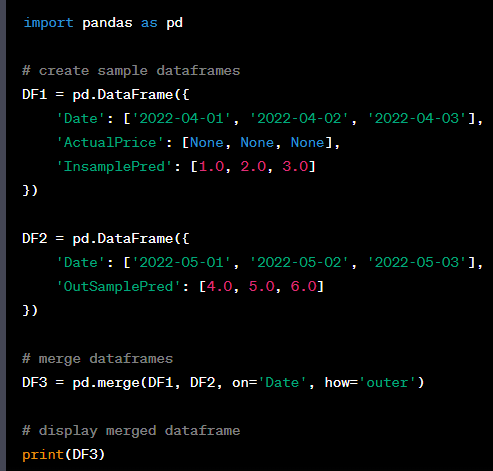 import pandas as pd
# create sample dataframes
DF1 = pd.DataFrame({
    'Date': ['2022-04-01', '2022-04-02', '2022-04-03'],
    'ActualPrice': [None, None, None],
    'InsamplePred': [1.0, 2.0, 3.0]
})
DF2 = pd.DataFrame({
    'Date': ['2022-05-01', '2022-05-02', '2022-05-03'],
    'OutSamplePred': [4.0, 5.0, 6.0]
})
# merge dataframes
DF3 = pd.merge(DF1, DF2, on='Date', how='outer')
# display merged dataframe
print(DF3)